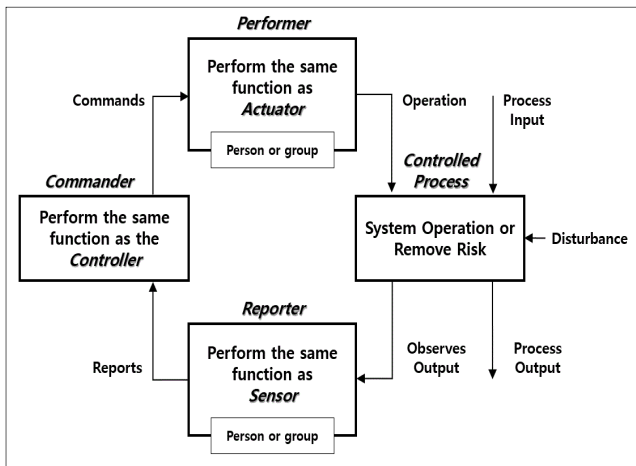 Performer
Perform the same
function as
Actuator
Person or group
Commands
Operation
Process
Input
Commander
Perform the same
function as the
Controller
Controlled
Process
System Operation or
Remove Risk
Disturbance
Reporter
Perform the same
function as
Sensor
Person or group
Reports
Observes
Output
Process
Output